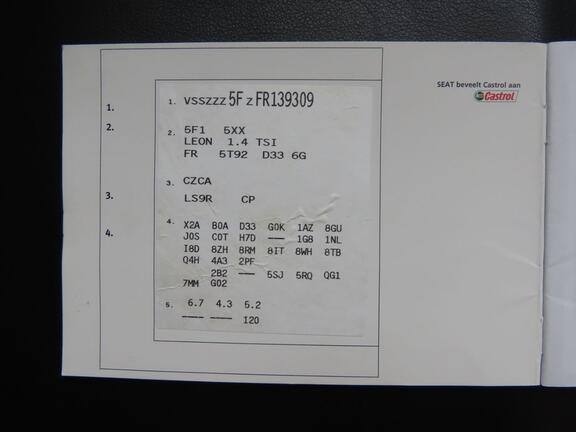 SEAT beveelt Castrol aan
Castrol
1.
2.
3.
4.
1. VSSZZZ 5F Z FR139309
2. 5F1 5XX
LEON 1.4 TSI
FR 5T92 D33 6G
3. CZCA
LS9R CP
4. X2A B0A D33 G0K 1AZ 8GU
J0S C0T H7D —— 1G8 1NL
I8D 8ZH 8RM 8IT 8WH 8TB
Q4H 4A3 2PF
2B2 —— 5SJ 5RQ QG1
7MM G02
5. 6.7 4.3 5.2
—— —— 120